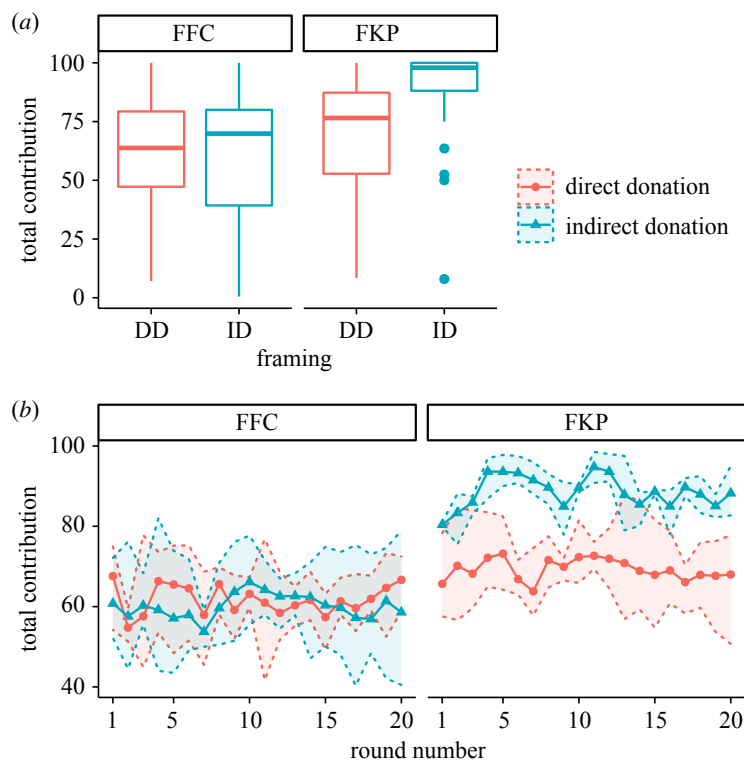 (a)
FFC FKP
100
75
50
25
0
total contribution
DD ID DD ID
framing
direct donation
indirect donation
(b)
FFC FKP
100
80
60
40
total contribution
1 5 10 15 20 1 5 10 15 20
round number